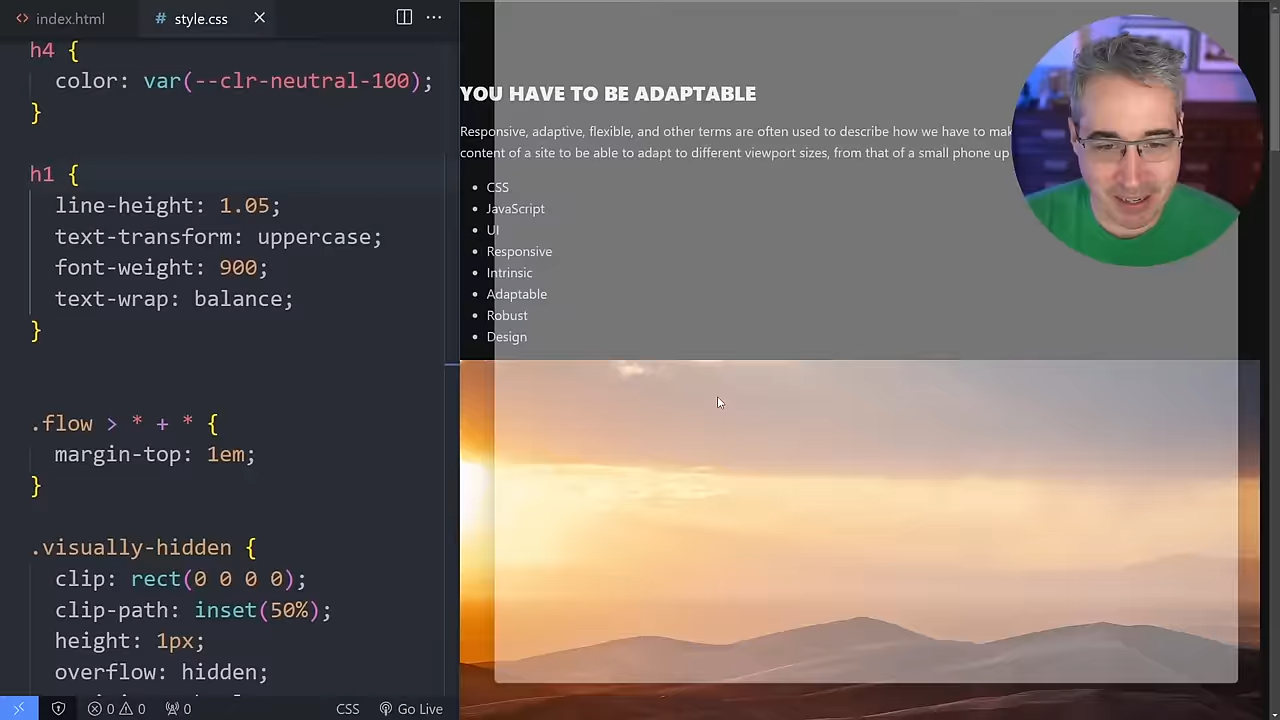 index.html
style.css
h4 {
color: var(--clr-neutral-100);
}
h1 {
line-height: 1.05;
text-transform: uppercase;
font-weight: 900;
text-wrap: balance;
}
.flow > * + * {
margin-top: 1em;
}
.visually-hidden {
clip: rect(0 0 0 0);
clip-path: inset(50%);
height: 1px;
overflow: hidden;
0 0 0
CSS
Go Live
YOU HAVE TO BE ADAPTABLE
Responsive, adaptive, flexible, and other terms are often used to describe how we have to mak
content of a site to be able to adapt to different viewport sizes, from that of a small phone up
• CSS
• JavaScript
• UI
• Responsive
• Intrinsic
• Adaptable
• Robust
• Design